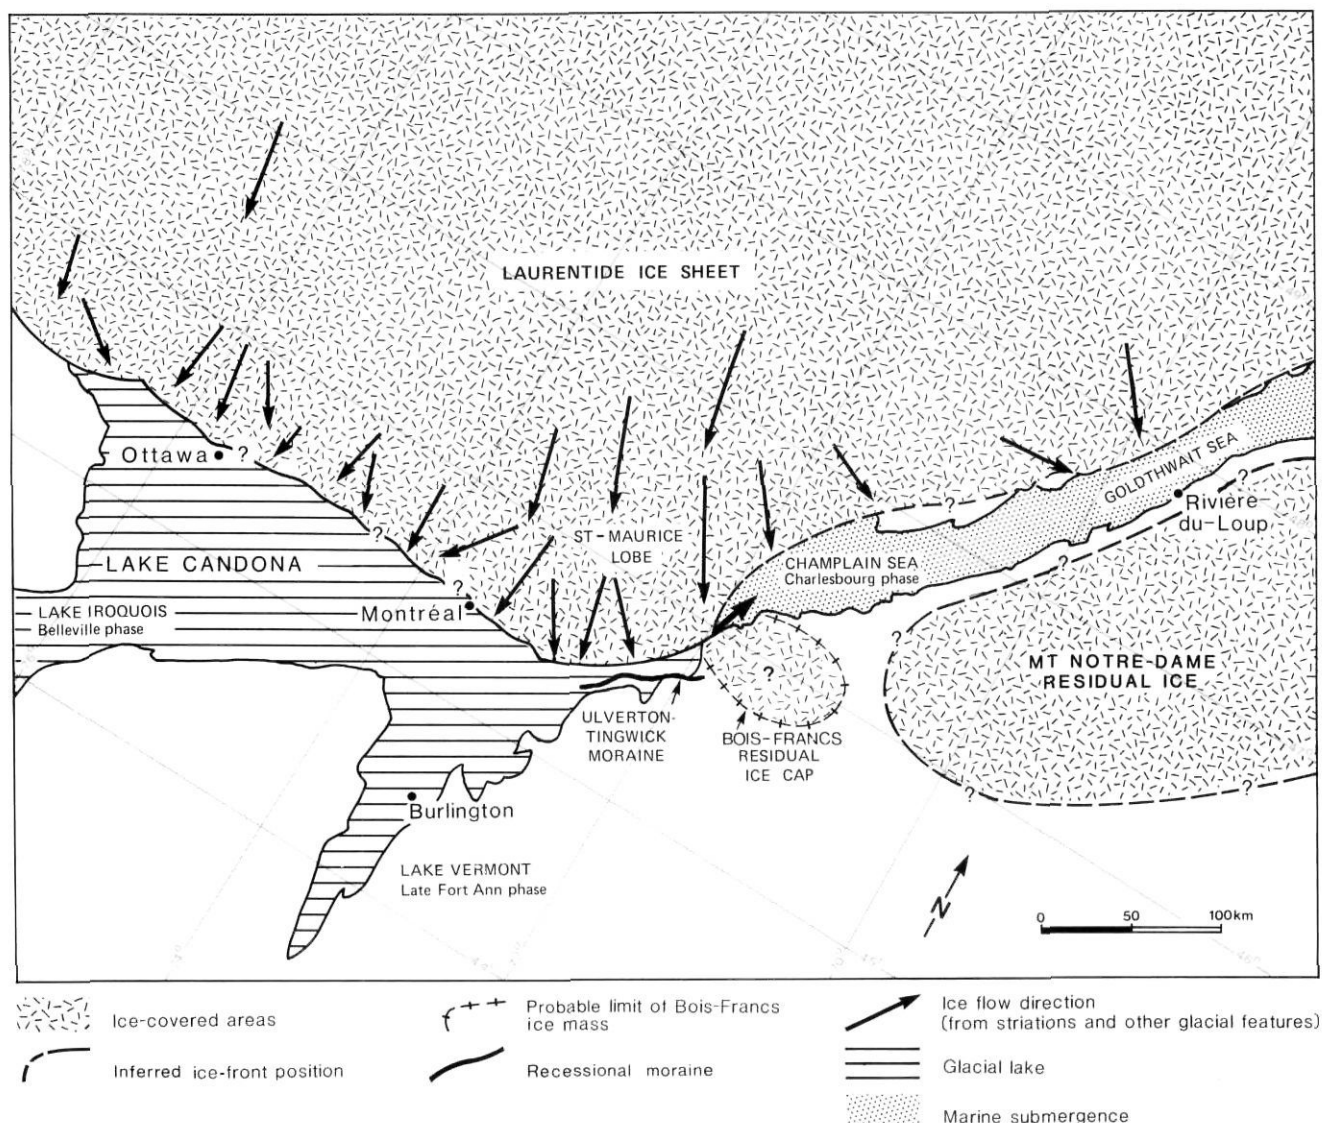 LAURENTIDE ICE SHEET
Ottawa
?
LAKE CANDONA
LAKE IROQUOIS
Belleville phase
Montréal
?
?
ST-MAURICE
LOBE
CHAMPLAIN SEA
Charlesbourg phase
GOLDTHWAIT SEA
?
?
?
Rivière-
du-Loup
?
MT NOTRE-DAME
RESIDUAL ICE
?
?
?
ULVERTON-
TINGWICK
MORAINE
BOIS-FRANCS
RESIDUAL
ICE CAP
Burlington
LAKE VERMONT
Late Fort Ann phase
N
0 50 100km
Ice-covered areas
Inferred ice-front position
Probable limit of Bois-Francs
ice mass
Recessional moraine
Ice flow direction
(from striations and other glacial features)
Glacial lake
Marine submergence